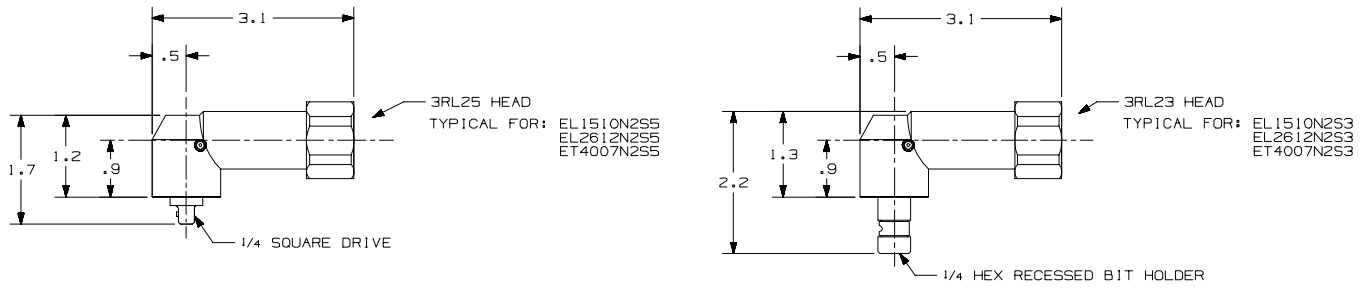 3.1
.5
3RL25 HEAD
TYPICAL FOR: EL1510N2S5
EL2612N2S5
ET4007N2S5
1.7
1.2
.9
1/4 SQUARE DRIVE
3.1
.5
3RL23 HEAD
TYPICAL FOR: EL1510N2S3
EL2612N2S3
ET4007N2S3
2.2
1.3
.9
1/4 HEX RECESSED BIT HOLDER